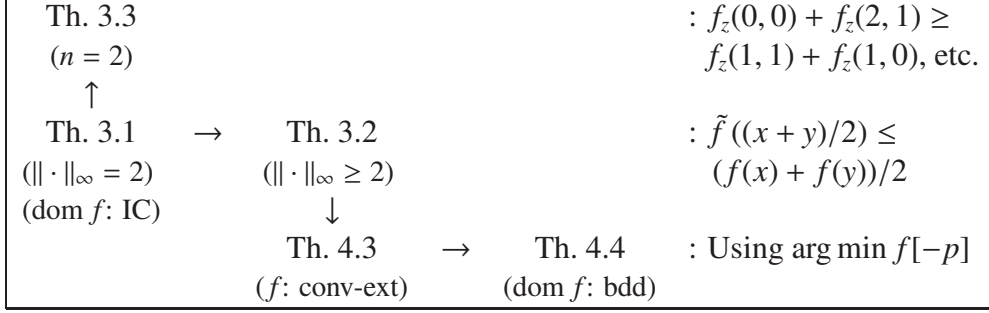 Th. 3.3 : f_z(0, 0) + f_z(2, 1) ≥
(n = 2) f_z(1, 1) + f_z(1, 0), etc.
↑
Th. 3.1 → Th. 3.2 : f̃ ((x + y)/2) ≤
(‖ · ‖∞ = 2) (‖ · ‖∞ ≥ 2) (f(x) + f(y))/2
(dom f: IC) ↓
Th. 4.3 → Th. 4.4 : Using arg min f[−p]
(f: conv-ext) (dom f: bdd)